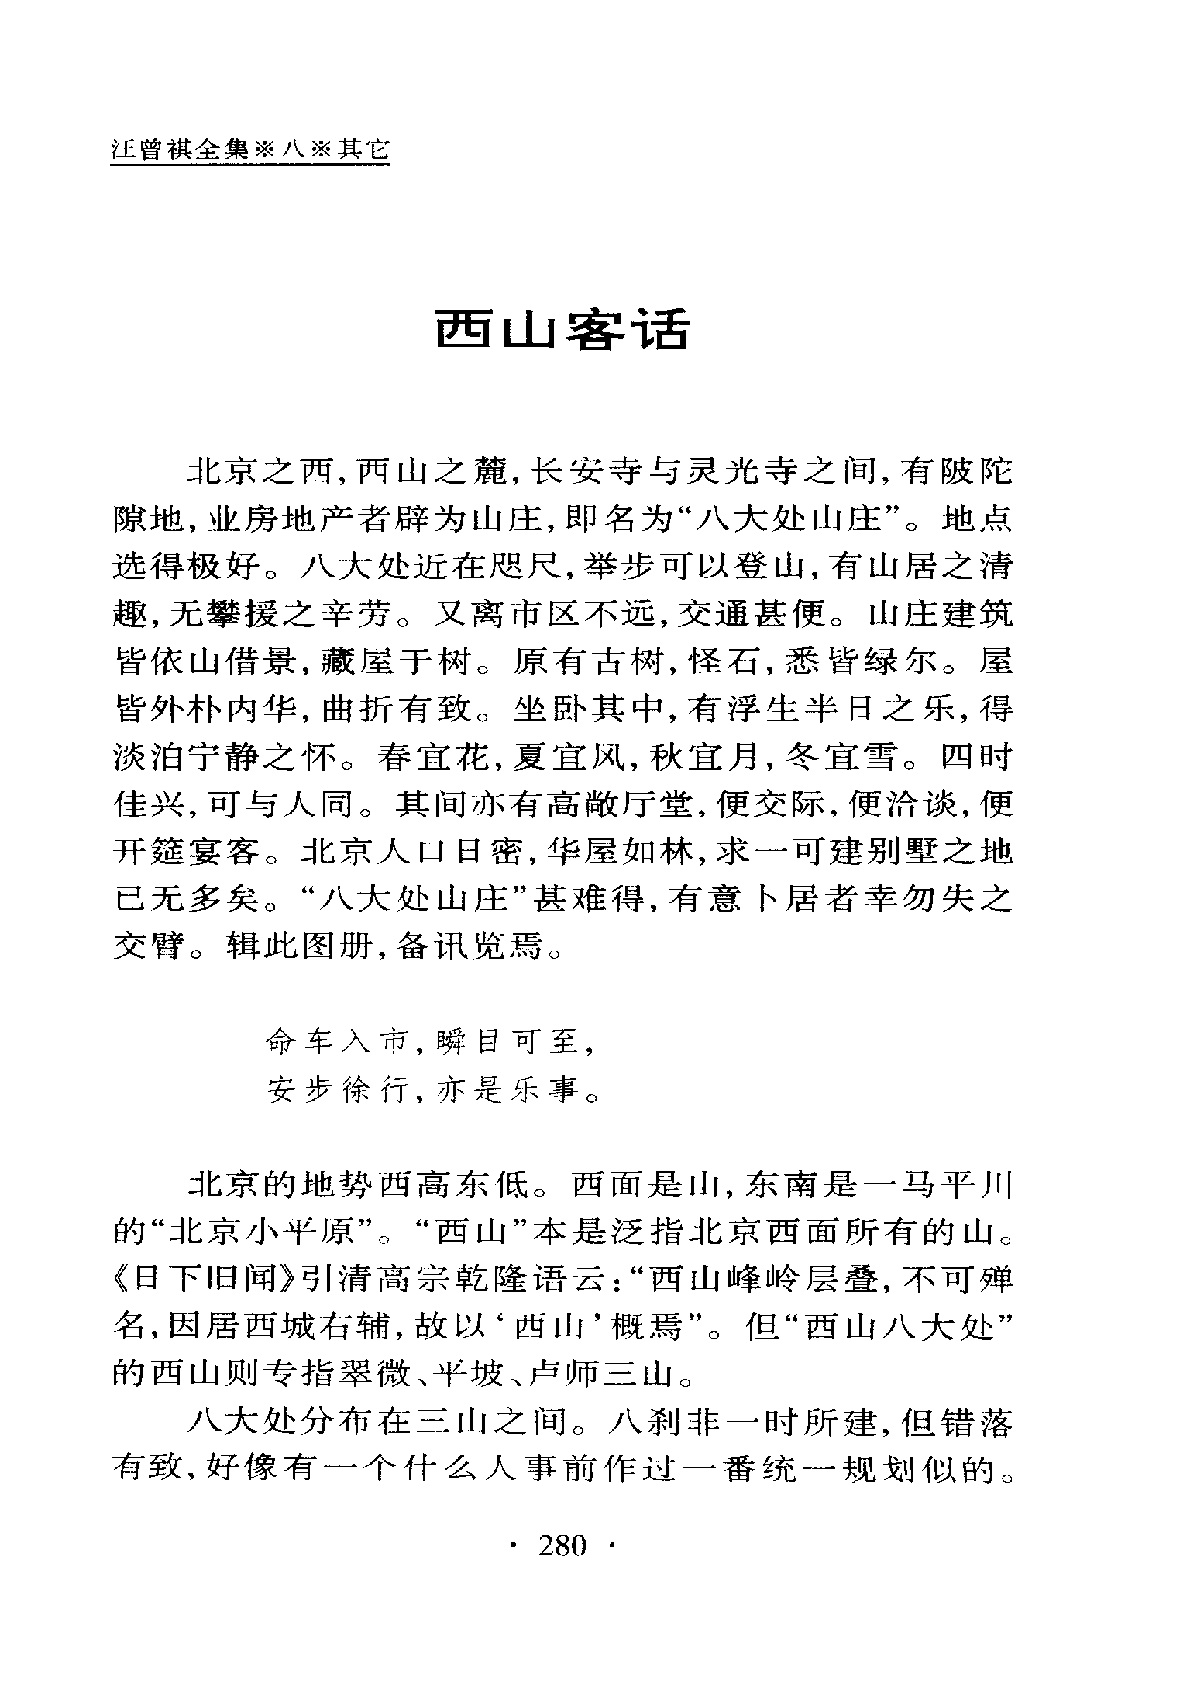 汪曾祺全集※八※其它
西山客话
北京之西,西山之麓,长安寺与灵光寺之间,有陂陀
隙地,业房地产者辟为山庄,即名为“八大处山庄”。地点
选得极好。八大处近在咫尺,举步可以登山,有山居之清
趣,无攀援之辛劳。又离市区不远,交通甚便。山庄建筑
皆依山借景,藏屋于树。原有古树,怪石,悉皆绿尔。屋
皆外朴内华,曲折有致。坐卧其中,有浮生半日之乐,得
淡泊宁静之怀。春宜花,夏宜风,秋宜月,冬宜雪。四时
佳兴,可与人同。其间亦有高敞厅堂,便交际,便洽谈,便
开筵宴客。北京人口日密,华屋如林,求一可建别墅之地
已无多矣。“八大处山庄”甚难得,有意卜居者幸勿失之
交臂。辑此图册,备讯览焉。
命车入市,瞬目可至,
安步徐行,亦是乐事。
北京的地势西高东低。西面是山,东南是一马平川
的“北京小平原”。“西山”本是泛指北京西面所有的山。
《日下旧闻》引清高宗乾隆语云:“西山峰岭层叠,不可殚
名,因居西城右辅,故以‘西山’概焉”。但“西山八大处”
的西山则专指翠微、平坡、卢师三山。
八大处分布在三山之间。八刹非一时所建,但错落
有致,好像有一个什么人事前作过一番统一规划似的。
· 280 ·